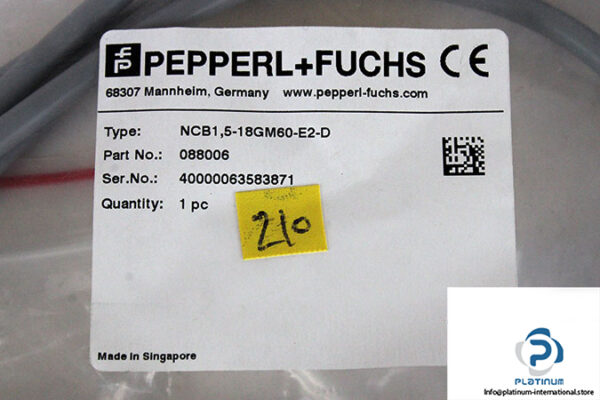 PEPPERL+FUCHS CE
68307 Mannheim, Germany www.pepperl-fuchs.com
Type: NCB1,5-18GM60-E2-D
Part No.: 088006
Ser.No.: 40000063583871
Quantity: 1 pc
210
Made in Singapore
PLATINUM
Info@platinum-international.store